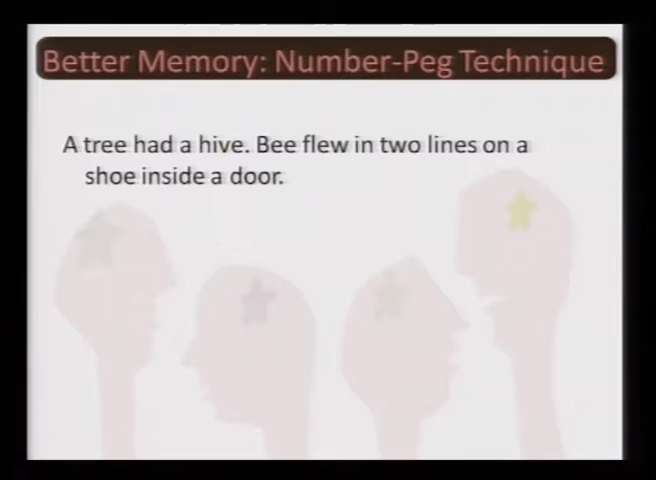 Better Memory: Number-Peg Technique
A tree had a hive. Bee flew in two lines on a
shoe inside a door.